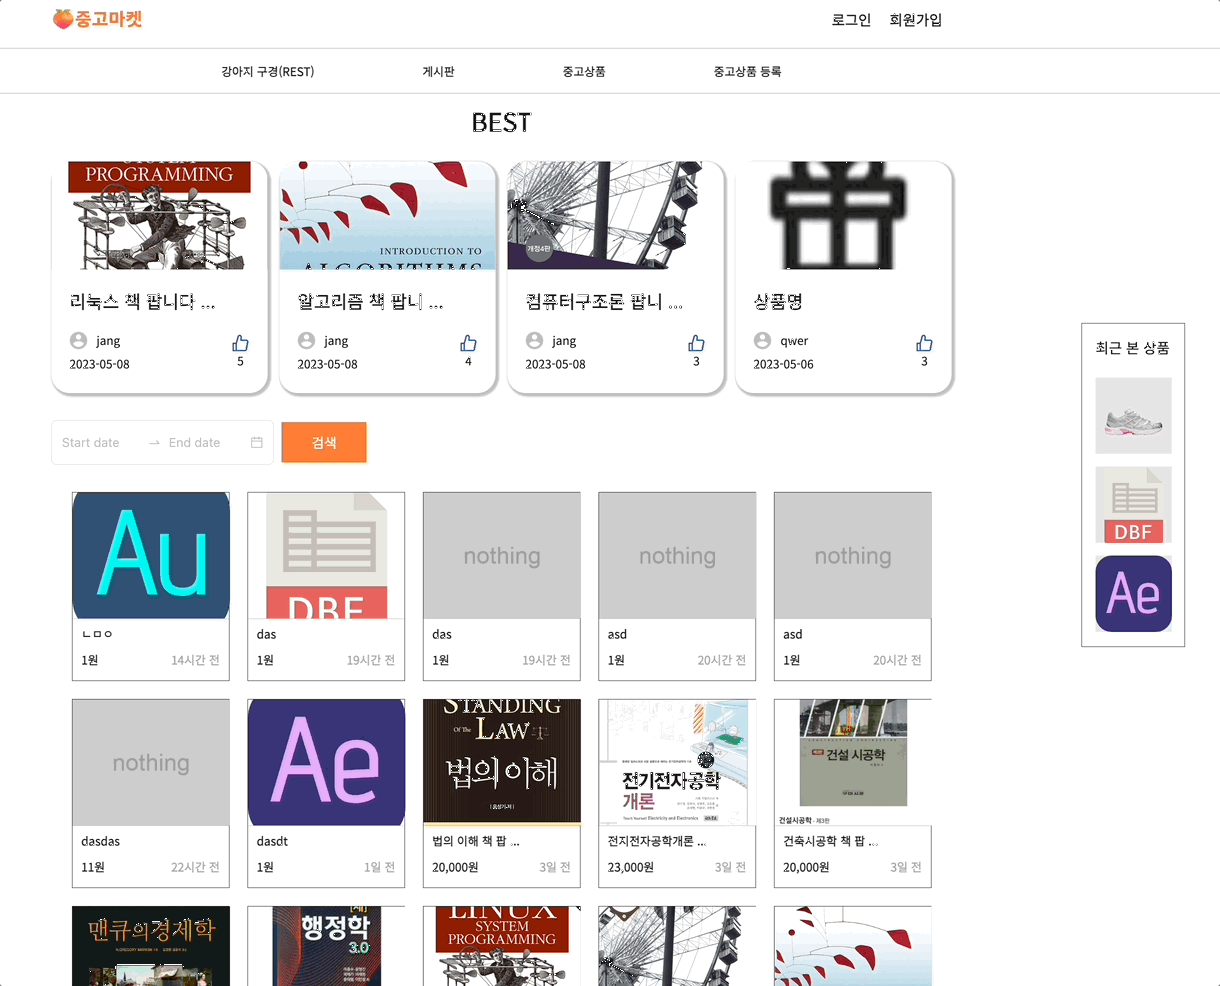 중고마켓
로그인 회원가입
강아지 구경(REST) 게시판 중고상품 중고상품 등록
BEST
PROGRAMMING
INTRODUCTION TO
ALGORITHMS
개정4판
리눅스 책 팝니다 ...
jang
5
2023-05-08
알고리즘 책 팝니 ...
jang
4
2023-05-08
컴퓨터구조론 팝니 ...
jang
3
2023-05-08
상품명
qwer
3
2023-05-06
최근 본 상품
DBF
Ae
Start date → End date
검색
Au
ㄴㅁㅇ
1원 14시간 전
DBF
das
1원 19시간 전
nothing
das
1원 19시간 전
nothing
asd
1원 20시간 전
nothing
asd
1원 20시간 전
nothing
dasdas
11원 22시간 전
Ae
dasdt
1원 1일 전
STANDING
Of The LAW
법의 이해
법의 이해 책 팝 ...
20,000원 3일 전
전기전자공학
개론
전지전자공학개론 ...
23,000원 3일 전
건설 시공학
건설시공학 - 제3판
건축시공학 책 팝 ...
20,000원 3일 전
맨큐의경제학
행정학
3.0
LINUX
SYSTEM
PROGRAMMING